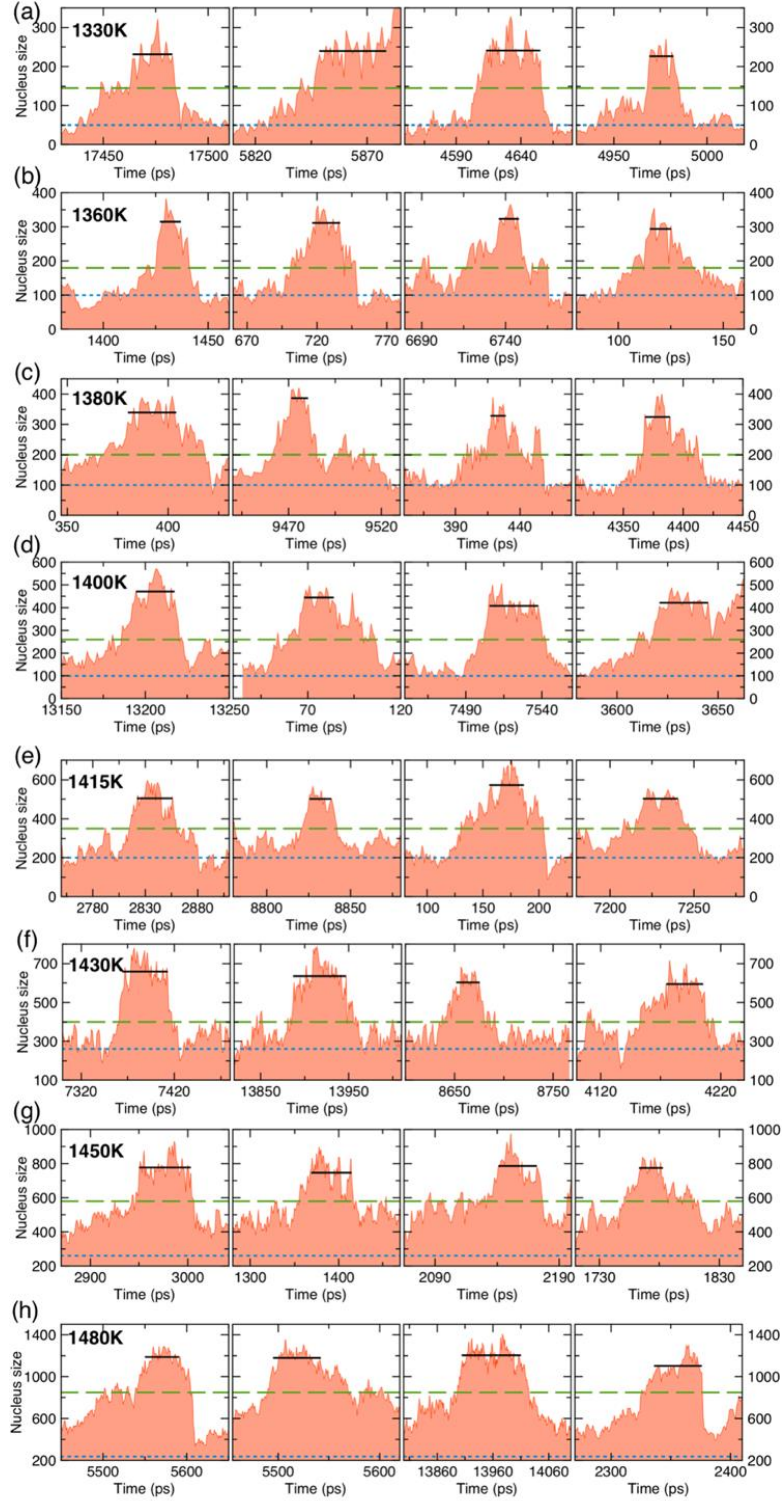 (a)
1330K
Nucleus size
300
200
100
0
300
200
100
0
17450 17500 5820 5870 4590 4640 4950 5000
Time (ps) Time (ps) Time (ps) Time (ps)
(b)
1360K
Nucleus size
400
300
200
100
0
400
300
200
100
0
1400 1450 670 720 770 6690 6740 100 150
Time (ps) Time (ps) Time (ps) Time (ps)
(c)
1380K
Nucleus size
400
300
200
100
0
400
300
200
100
0
350 400 9470 9520 390 440 4350 4400 4450
Time (ps) Time (ps) Time (ps) Time (ps)
(d)
1400K
Nucleus size
600
500
400
300
200
100
0
600
500
400
300
200
100
0
13150 13200 13250 70 120 7490 7540 3600 3650
Time (ps) Time (ps) Time (ps) Time (ps)
(e)
1415K
Nucleus size
600
400
200
0
600
400
200
0
2780 2830 2880 8800 8850 100 150 200 7200 7250
Time (ps) Time (ps) Time (ps) Time (ps)
(f)
1430K
Nucleus size
700
500
300
100
700
500
300
100
7320 7420 13850 13950 8650 8750 4120 4220
Time (ps) Time (ps) Time (ps) Time (ps)
(g)
1450K
Nucleus size
1000
800
600
400
200
1000
800
600
400
200
2900 3000 1300 1400 2090 2190 1730 1830
Time (ps) Time (ps) Time (ps) Time (ps)
(h)
1480K
Nucleus size
1400
1000
600
200
1400
1000
600
200
5500 5600 5500 5600 13860 13960 14060 2300 2400
Time (ps) Time (ps) Time (ps) Time (ps)